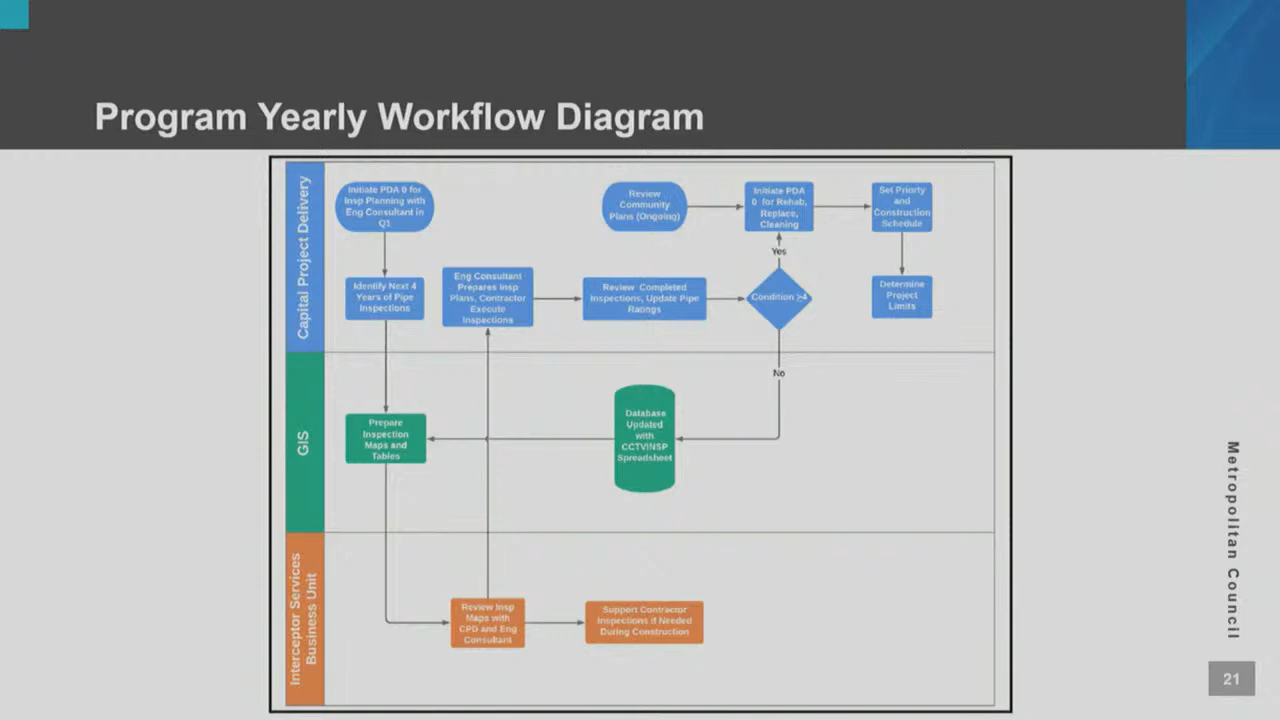 Program Yearly Workflow Diagram
Capital Project Delivery
Initiate PDA 0 for
Insp Planning with
Eng Consultant in
Q1
Review
Community
Plans (Ongoing)
Initiate PDA
0 for Rehab,
Replace,
Cleaning
Set Priorty
and
Construction
Schedule
Yes
Identify Next 4
Years of Pipe
Inspections
Eng Consultant
Prepares Insp
Plans, Contractor
Execute
Inspections
Review Completed
Inspections, Update Pipe
Ratings
Condition ≥4
Determine
Project
Limits
No
GIS
Prepare
Inspection
Maps and
Tables
Database
Updated
with
CCTV/INSP
Spreadsheet
Interceptor Services
Business Unit
Review Insp
Maps with
CPD and Eng
Consultant
Support Contractor
Inspections if Needed
During Construction
Metropolitan Council
21